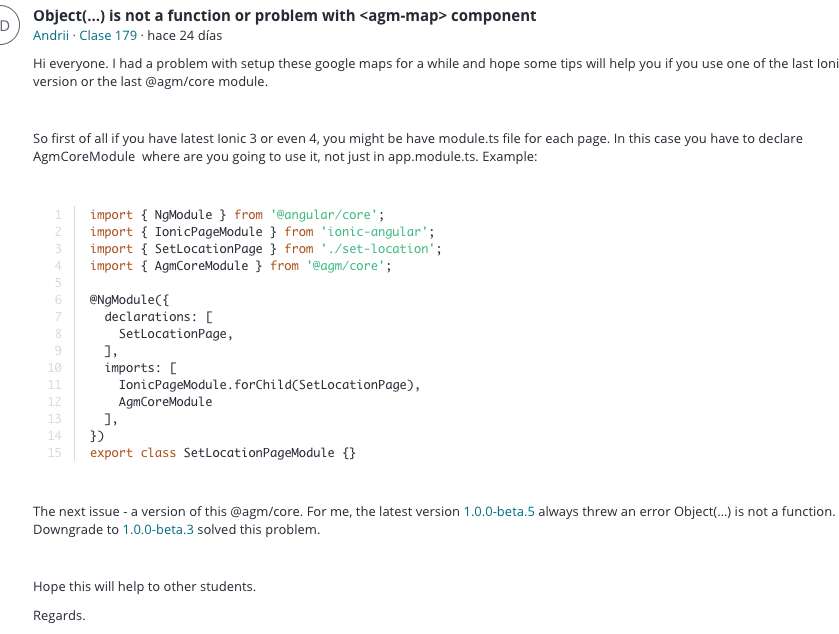 D
Object(...) is not a function or problem with <agm-map> component
Andrii · Clase 179 · hace 24 días
Hi everyone. I had a problem with setup these google maps for a while and hope some tips will help you if you use one of the last Ioni
version or the last @agm/core module.
So first of all if you have latest Ionic 3 or even 4, you might be have module.ts file for each page. In this case you have to declare
AgmCoreModule  where are you going to use it, not just in app.module.ts. Example:
1 import { NgModule } from '@angular/core';
2 import { IonicPageModule } from 'ionic-angular';
3 import { SetLocationPage } from './set-location';
4 import { AgmCoreModule } from '@agm/core';
5
6 @NgModule({
7   declarations: [
8     SetLocationPage,
9   ],
10   imports: [
11     IonicPageModule.forChild(SetLocationPage),
12     AgmCoreModule
13   ],
14 })
15 export class SetLocationPageModule {}
The next issue - a version of this @agm/core. For me, the latest version 1.0.0-beta.5 always threw an error Object(...) is not a function.
Downgrade to 1.0.0-beta.3 solved this problem.
Hope this will help to other students.
Regards.